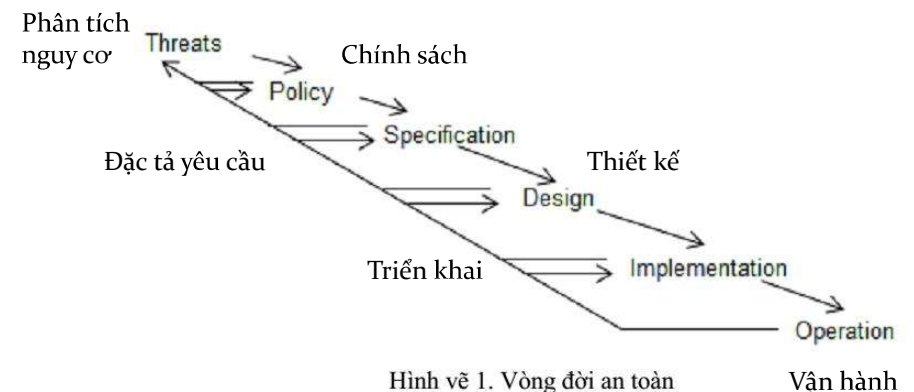 Phân tích
nguy cơ
Threats
Chính sách
Policy
Specification
Đặc tả yêu cầu
Thiết kế
Design
Triển khai
Implementation
Operation
Hình vẽ 1. Vòng đời an toàn
Vận hành